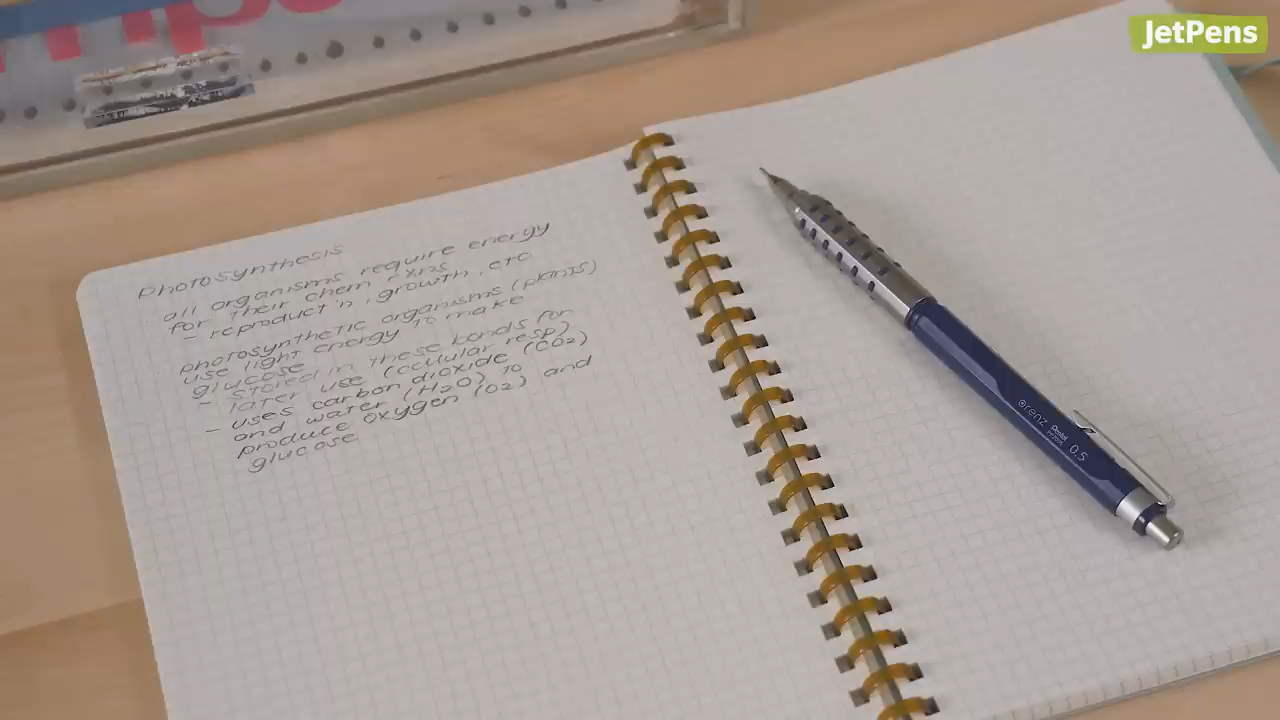 JetPens
photosynthesis
all organisms require energy
for their chem rxns
- reproduct'n, growth, etc
photosynthetic organisms (plants)
use light energy to make
glucose
- stored in these bonds for
later use (cellular resp)
- uses carbon dioxide (CO₂)
and water (H₂O) to
produce oxygen (O₂) and
glucose
orenz Pentel 0.5